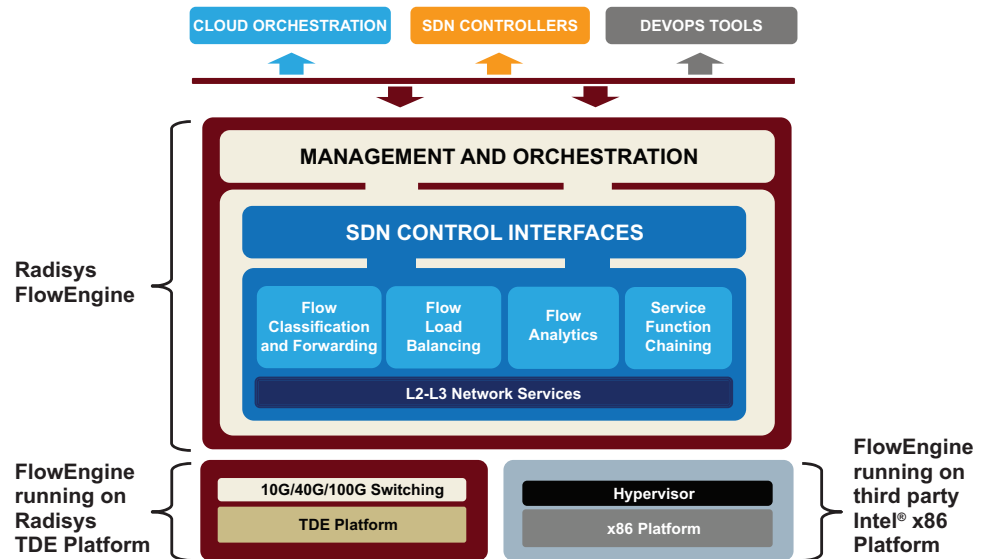 CLOUD ORCHESTRATION
SDN CONTROLLERS
DEVOPS TOOLS
MANAGEMENT AND ORCHESTRATION
SDN CONTROL INTERFACES
Radisys
FlowEngine
Flow
Classification
and Forwarding
Flow
Load
Balancing
Flow
Analytics
Service
Function
Chaining
L2-L3 Network Services
FlowEngine
running on
Radisys
TDE Platform
10G/40G/100G Switching
TDE Platform
Hypervisor
x86 Platform
FlowEngine
running on
third party
Intel® x86
Platform